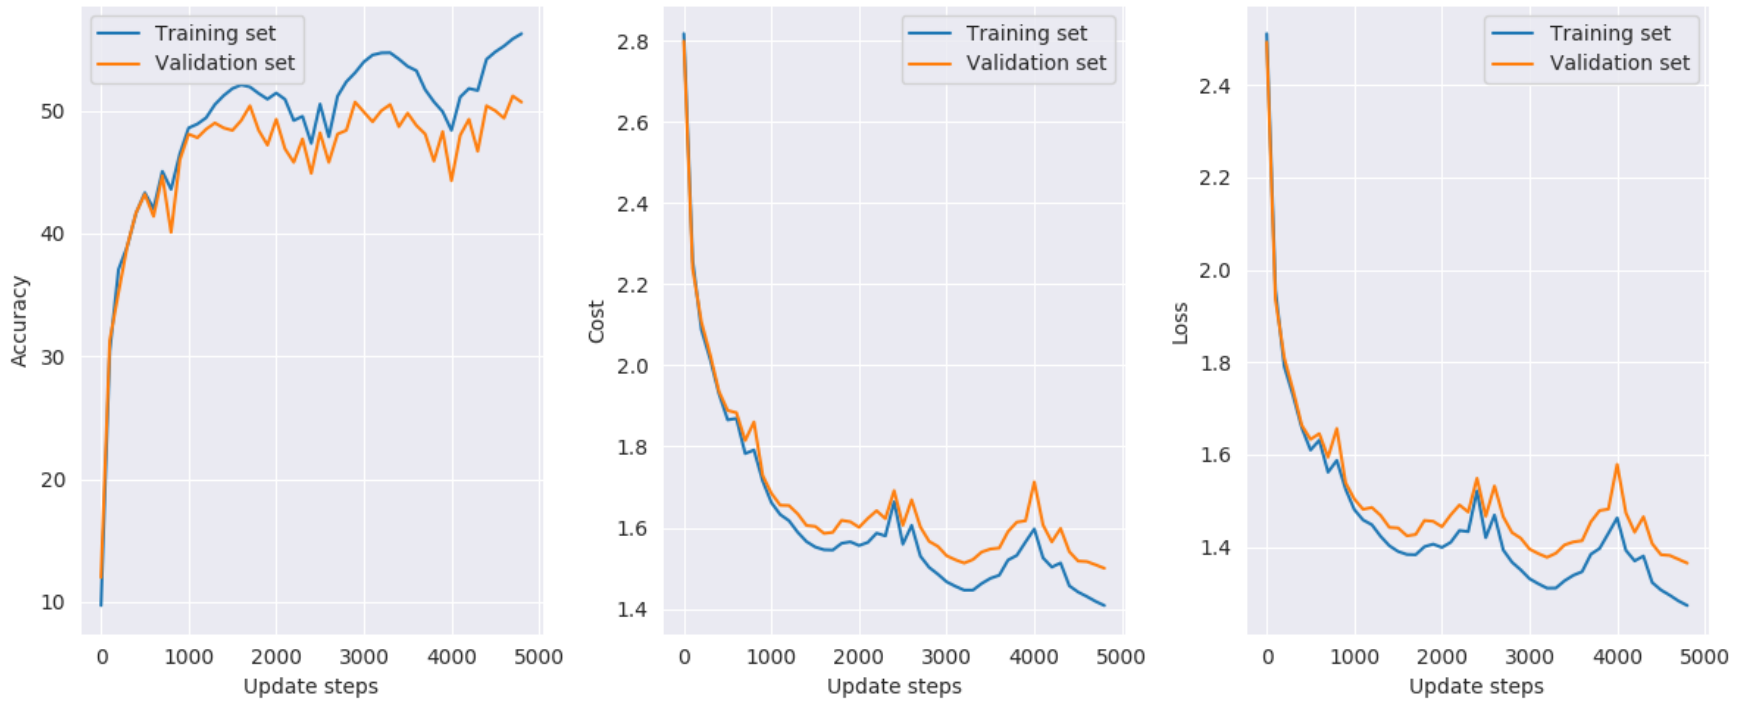 Training set
Validation set
50
40
30
20
10
Accuracy
0 1000 2000 3000 4000 5000
Update steps
Training set
Validation set
2.8
2.6
2.4
2.2
2.0
1.8
1.6
1.4
Cost
0 1000 2000 3000 4000 5000
Update steps
Training set
Validation set
2.4
2.2
2.0
1.8
1.6
1.4
Loss
0 1000 2000 3000 4000 5000
Update steps